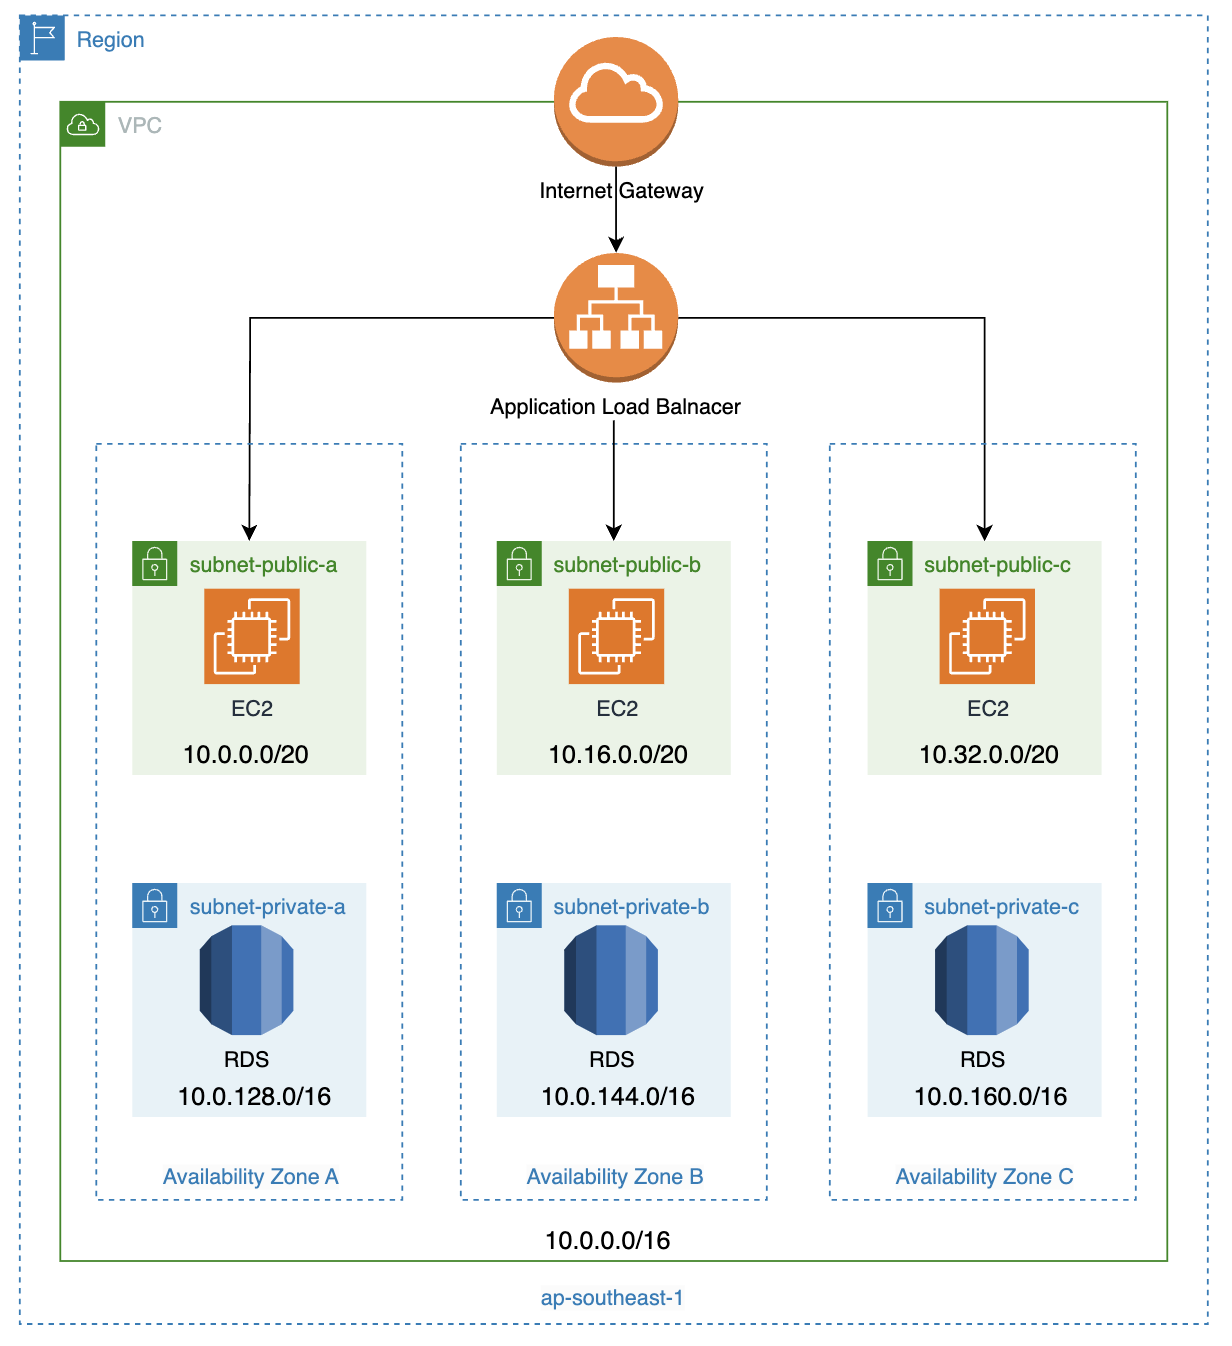 Region
VPC
Internet Gateway
Application Load Balnacer
subnet-public-a
subnet-public-b
subnet-public-c
EC2
EC2
EC2
10.0.0.0/20
10.16.0.0/20
10.32.0.0/20
subnet-private-a
subnet-private-b
subnet-private-c
RDS
RDS
RDS
10.0.128.0/16
10.0.144.0/16
10.0.160.0/16
Availability Zone A
Availability Zone B
Availability Zone C
10.0.0.0/16
ap-southeast-1